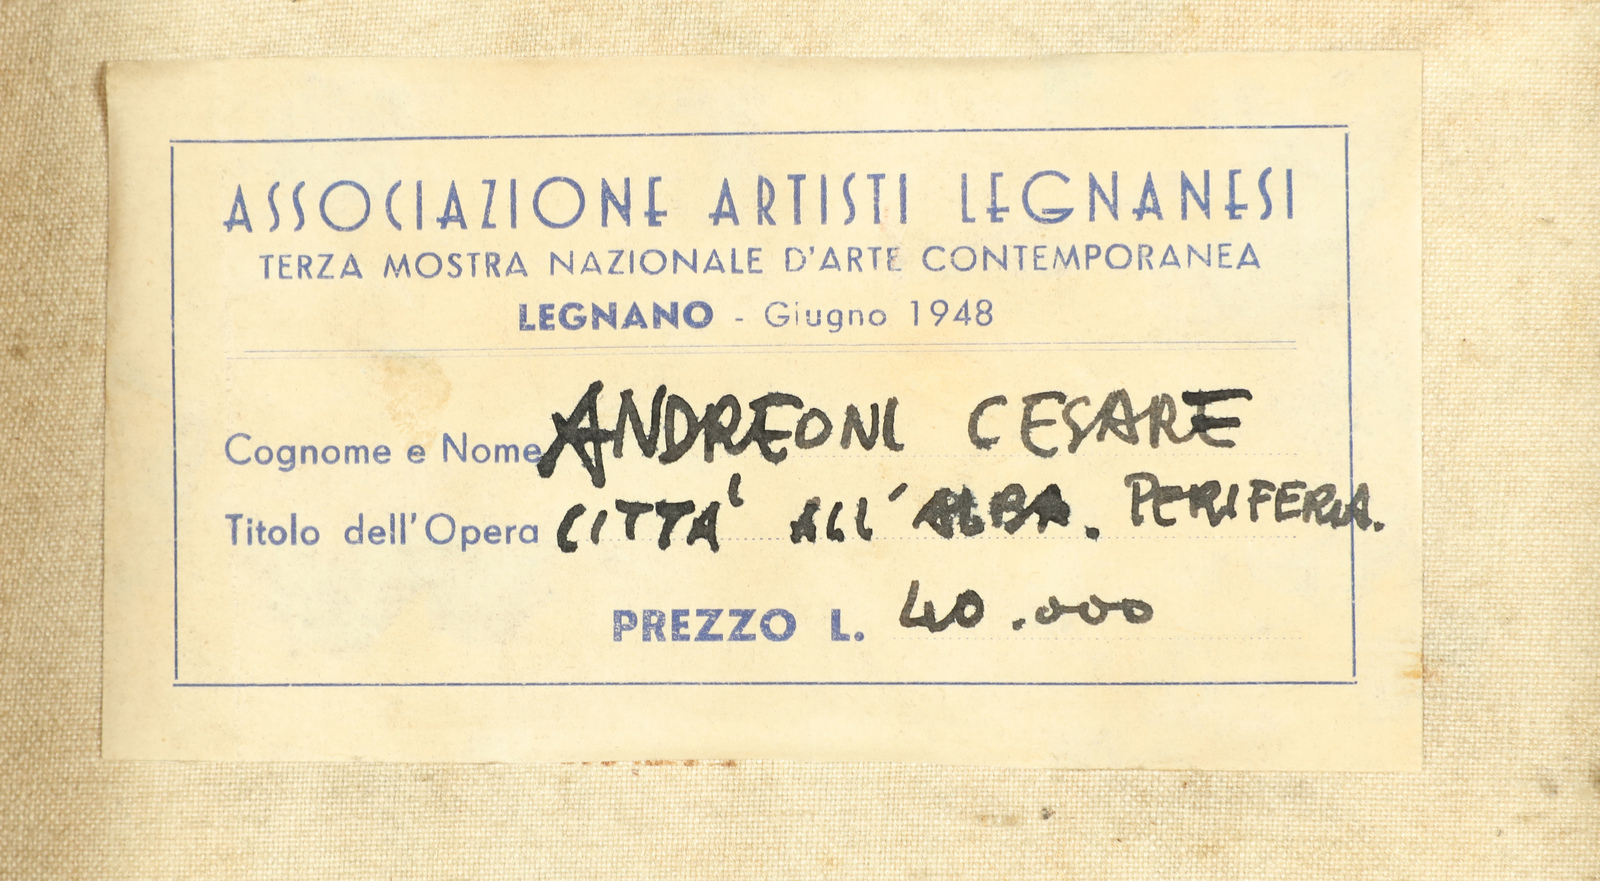 ASSOCIAZIONE ARTISTI LEGNANESI
TERZA MOSTRA NAZIONALE D'ARTE CONTEMPORANEA
LEGNANO - Giugno 1948
Cognome e Nome ANDREONI CESARE
Titolo dell'Opera CITTA' ALL' ALBA. PERIFERIA.
PREZZO L. 40.000